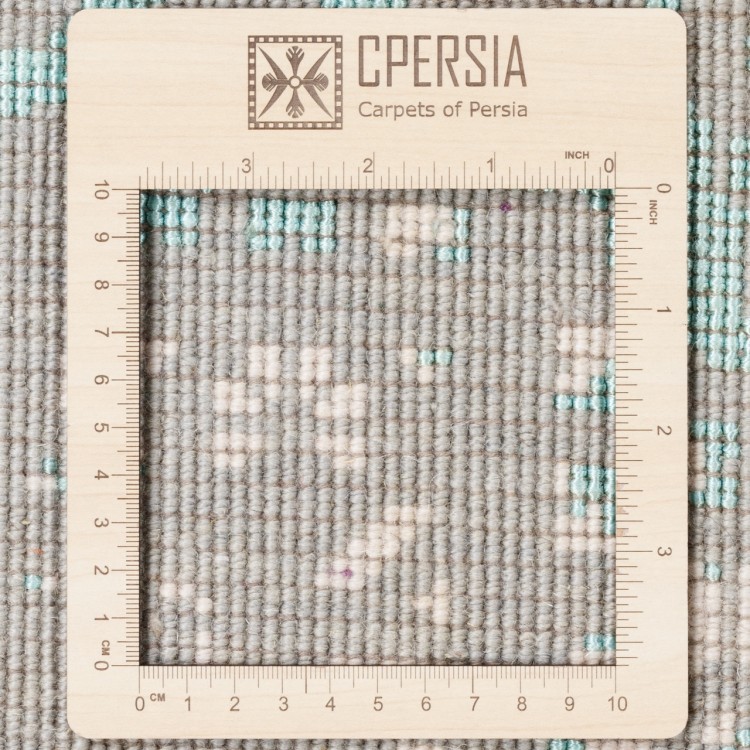 CPERSIA
Carpets of Persia
INCH
3 2 1 0
10 9 8 7 6 5 4 3 2 1 0
CM
0 1 2 3
INCH
0 CM 1 2 3 4 5 6 7 8 9 10